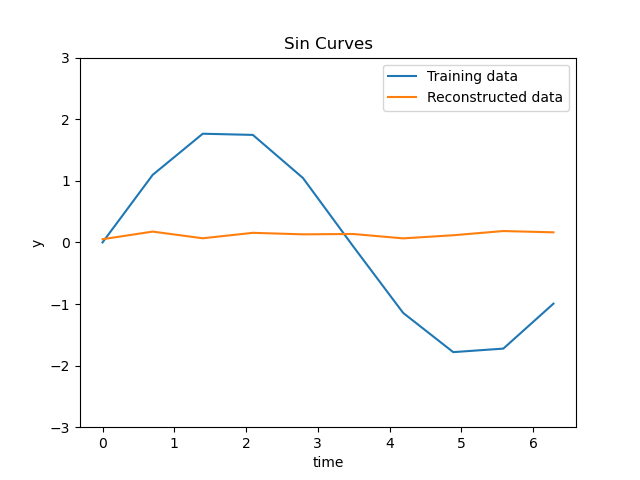 Sin Curves
Training data
Reconstructed data
3
2
1
0
−1
−2
−3
y
0 1 2 3 4 5 6
time